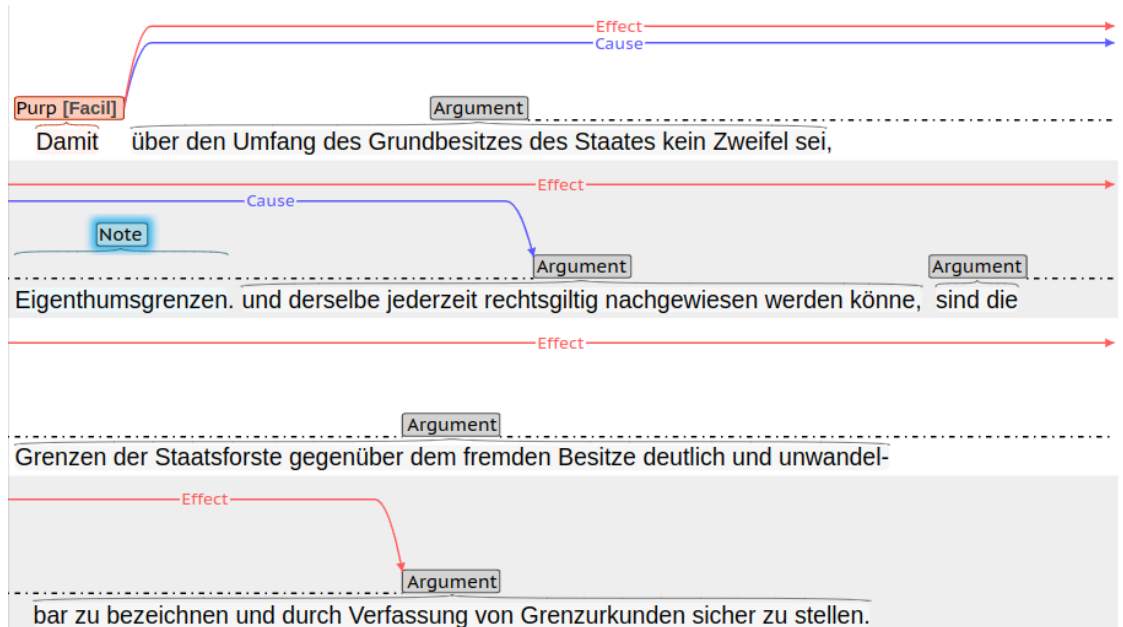 Effect
Cause
Purp [Facil] Argument
Damit über den Umfang des Grundbesitzes des Staates kein Zweifel sei,
Effect
Cause
Note
Argument Argument
Eigenthumsgrenzen. und derselbe jederzeit rechtsgiltig nachgewiesen werden könne, sind die
Effect
Argument
Grenzen der Staatsforste gegenüber dem fremden Besitze deutlich und unwandel-
Effect
Argument
bar zu bezeichnen und durch Verfassung von Grenzurkunden sicher zu stellen.